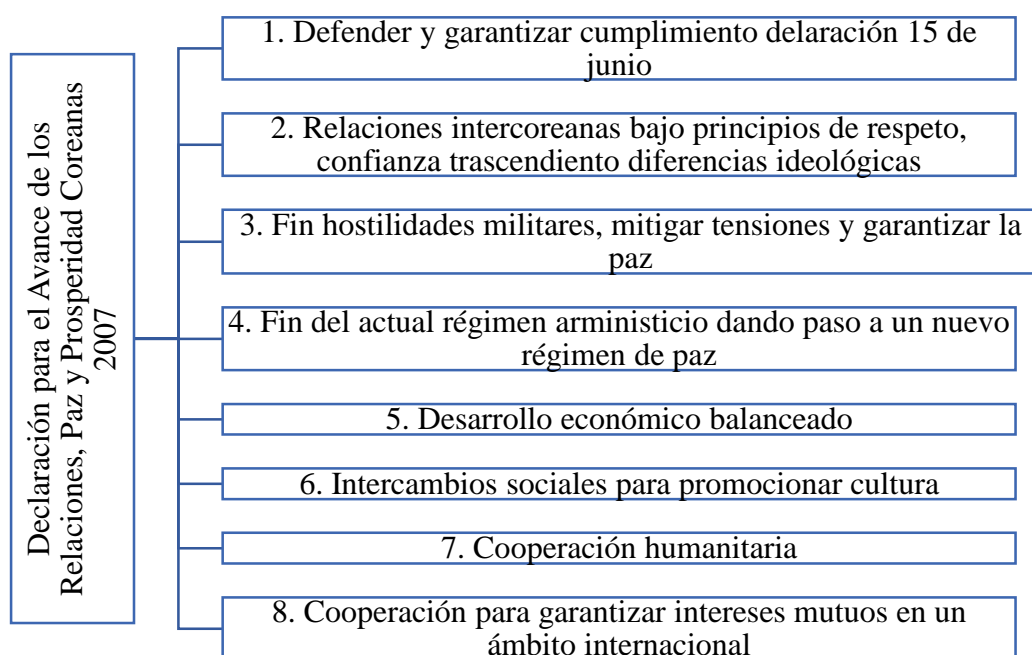 Declaración para el Avance de los
Relaciones, Paz y Prosperidad Coreanas
2007
1. Defender y garantizar cumplimiento delaración 15 de
junio
2. Relaciones intercoreanas bajo principios de respeto,
confianza trascendiento diferencias ideológicas
3. Fin hostilidades militares, mitigar tensiones y garantizar la
paz
4. Fin del actual régimen arministicio dando paso a un nuevo
régimen de paz
5. Desarrollo económico balanceado
6. Intercambios sociales para promocionar cultura
7. Cooperación humanitaria
8. Cooperación para garantizar intereses mutuos en un
ámbito internacional